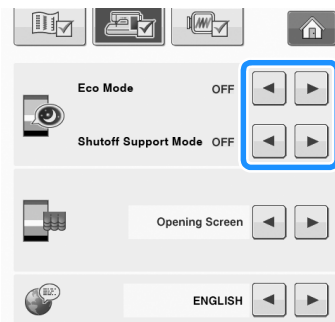 Eco Mode OFF
Shutoff Support Mode OFF
Opening Screen
ENGLISH